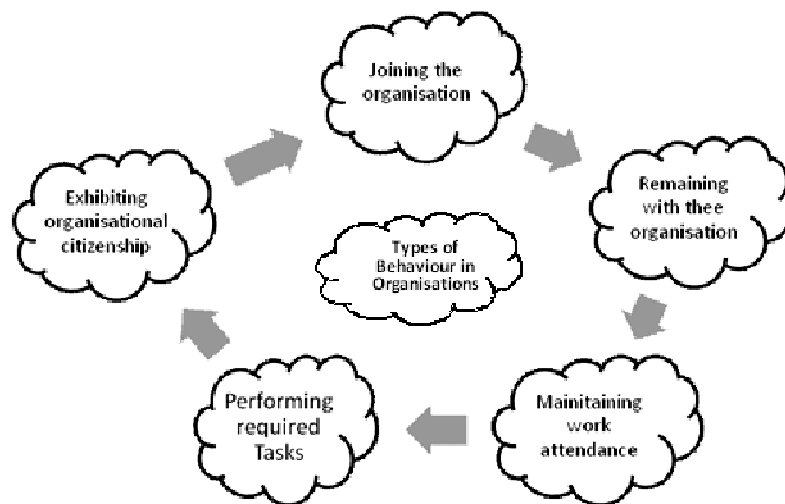 Joining the
organisation
Remaining
with thee
organisation
Mainitaining
work
attendance
Performing
required
Tasks
Exhibiting
organisational
citizenship
Types of
Behaviour in
Organisations